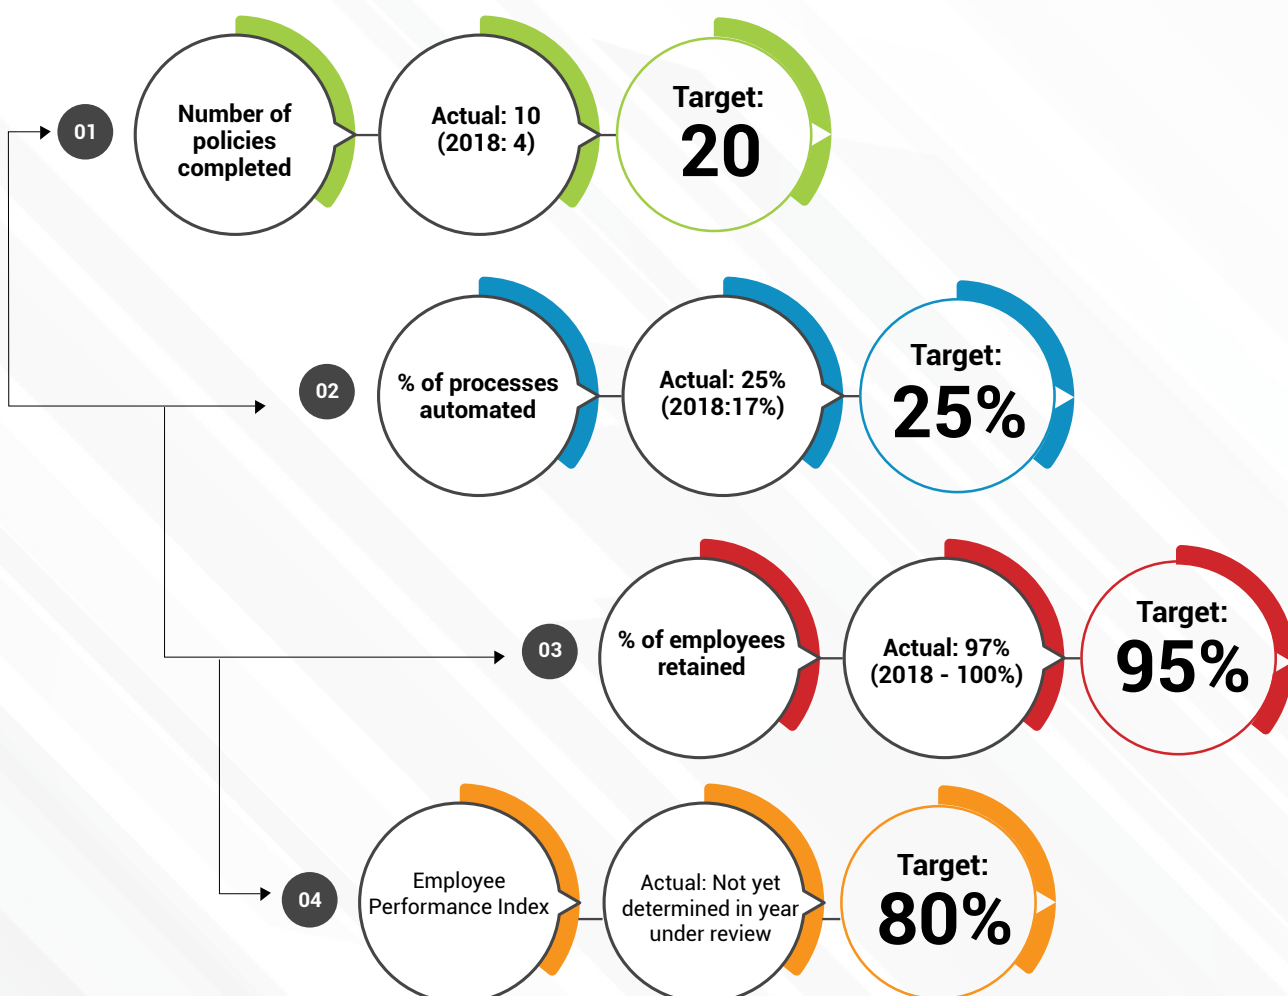 01
Number of
policies
completed
Actual: 10
(2018: 4)
Target:
20
02
% of processes
automated
Actual: 25%
(2018:17%)
Target:
25%
03
% of employees
retained
Actual: 97%
(2018 - 100%)
Target:
95%
04
Employee
Performance Index
Actual: Not yet
determined in year
under review
Target:
80%